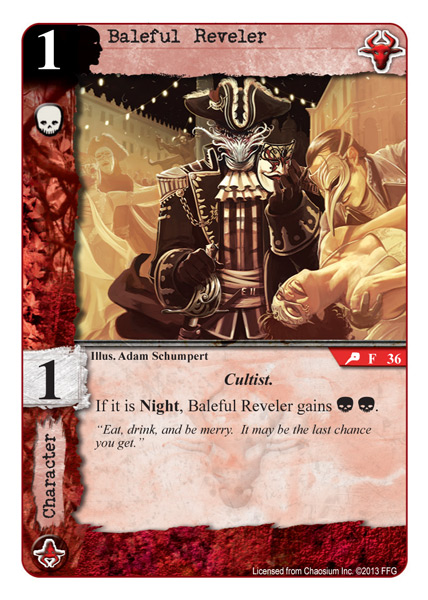 1
Baleful Reveler
Illus. Adam Schumpert
F 36
1
Cultist.
If it is Night, Baleful Reveler gains .
“Eat, drink, and be merry.  It may be the last chance
you get.”
Character
Licensed from Chaosium Inc. ©2013 FFG